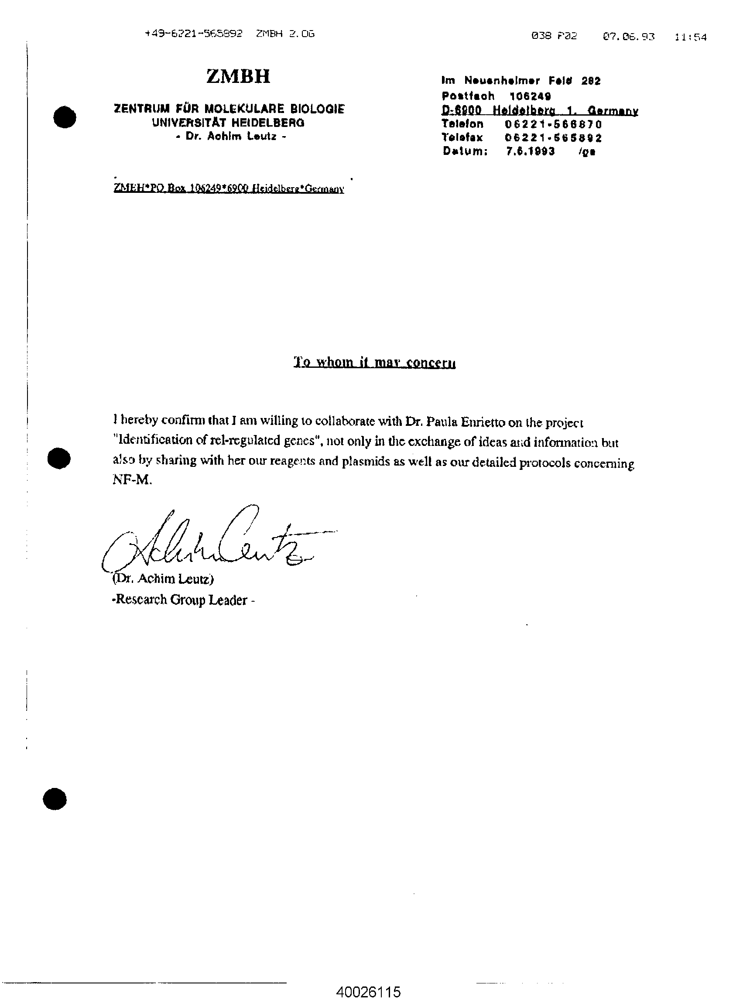 +49-6221-565892 ZMBH 2.OG 038 P02 07.06.93 11:54
ZMBH
ZENTRUM FÜR MOLEKULARE BIOLOGIE
UNIVERSITÄT HEIDELBERG
- Dr. Achim Leutz -
Im Neuenheimer Feld 282
Postfach 106249
D-6900 Heidelberg 1, Germany
Telefon 06221-566870
Telefax 06221-565892
Datum: 7.6.1993 /ge
ZMBH*PO Box 106249*6900 Heidelberg*Germany
To whom it may concern
I hereby confirm that I am willing to collaborate with Dr. Paula Enrietto on the project
"Identification of rel-regulated genes", not only in the exchange of ideas and information but
also by sharing with her our reagents and plasmids as well as our detailed protocols concerning
NF-M.
Achim Leutz
(Dr. Achim Leutz)
-Research Group Leader -
40026115